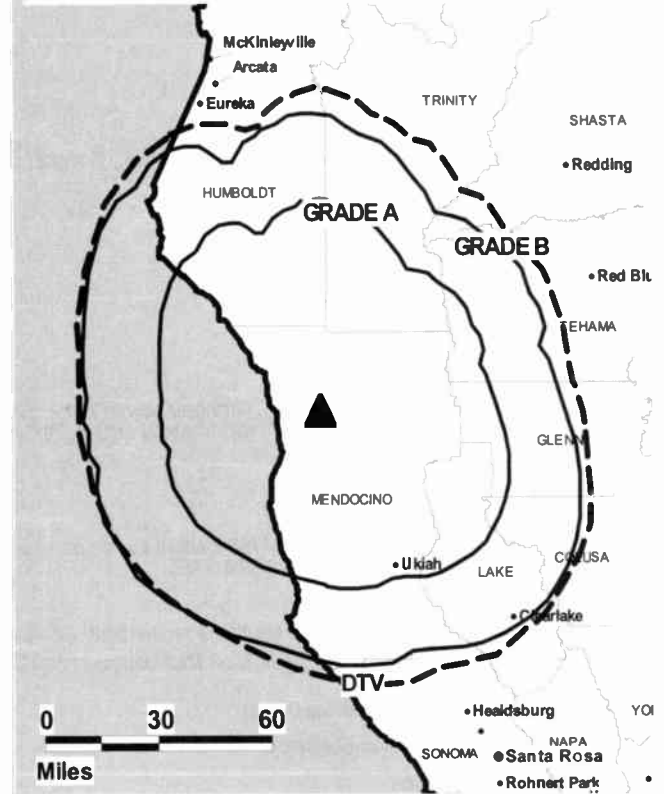 McKinleyville
Arcata
Eureka
TRINITY
SHASTA
Redding
HUMBOLDT
GRADE A
GRADE B
Red Blu
TEHAMA
GLENN
MENDOCINO
Ukiah
LAKE
COLUSA
Clearlake
DTV
0 30 60
Miles
Healdsburg
YOL
SONOMA
NAPA
Santa Rosa
Rohnert Park